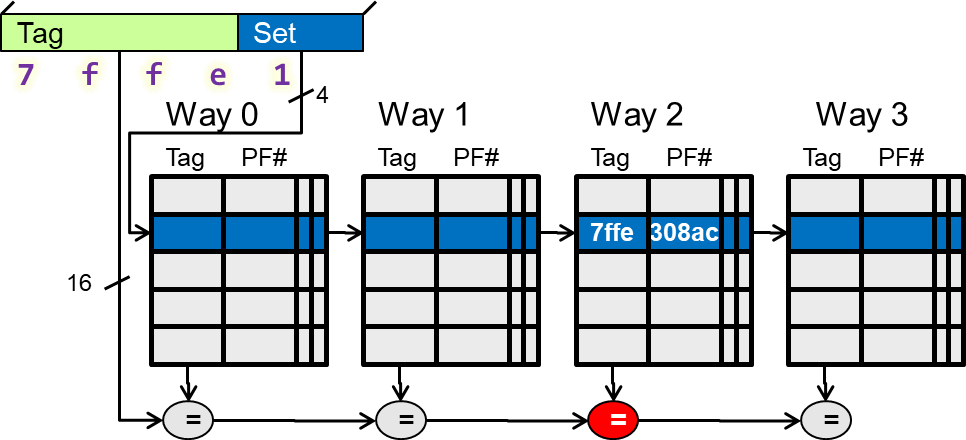 Tag Set
7 f f e 1
4
Way 0 Way 1 Way 2 Way 3
Tag PF# Tag PF# Tag PF# Tag PF#
7ffe 308ac
16
= = = =